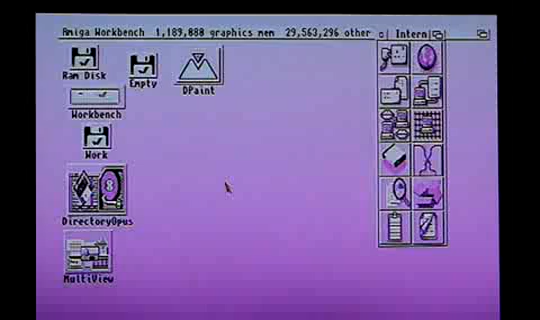 Amiga Workbench 1,189,888 graphics mem 29,563,296 other
Intern
Ram Disk
Empty
DPaint
Workbench
Work
DirectoryOpus
MultiView